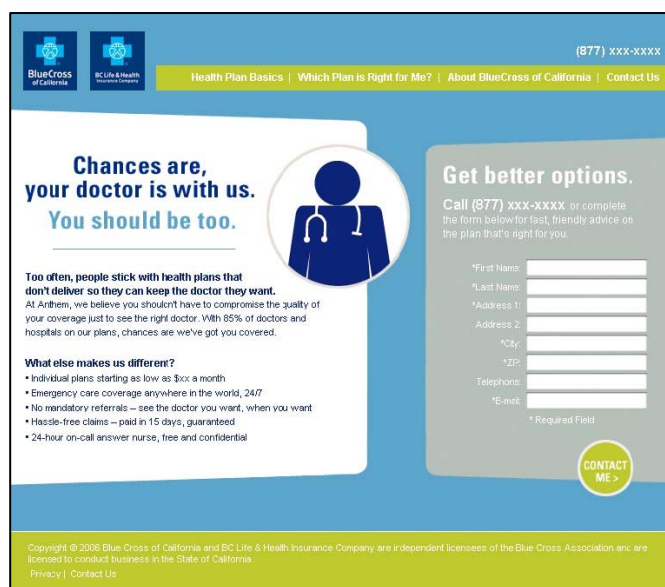 BlueCross
of California
BC Life & Health
Insurance Company
(877) xxx-xxxx
Health Plan Basics | Which Plan is Right for Me? | About BlueCross of California | Contact Us
Chances are,
your doctor is with us.
You should be too.
Too often, people stick with health plans that
don't deliver so they can keep the doctor they want.
At Anthem, we believe you shouldn't have to compromise the quality of
your coverage just to see the right doctor. With 85% of doctors and
hospitals on our plans, chances are we've got you covered.
What else makes us different?
• Individual plans starting as low as $xx a month
• Emergency care coverage anywhere in the world, 24/7
• No mandatory referrals – see the doctor you want, when you want
• Hassle-free claims – paid in 15 days, guaranteed
• 24-hour on-call answer nurse, free and confidential
Get better options.
Call (877) xxx-xxxx or complete
the form below for fast, friendly advice on
the plan that's right for you.
*First Name:
*Last Name:
*Address 1:
Address 2:
*City:
*ZIP:
Telephone:
*E-mail:
* Required Field
CONTACT
ME >
Copyright © 2006 Blue Cross of California and BC Life & Health Insurance Company are independent licensees of the Blue Cross Association and are
licensed to conduct business in the State of California.
Privacy | Contact Us